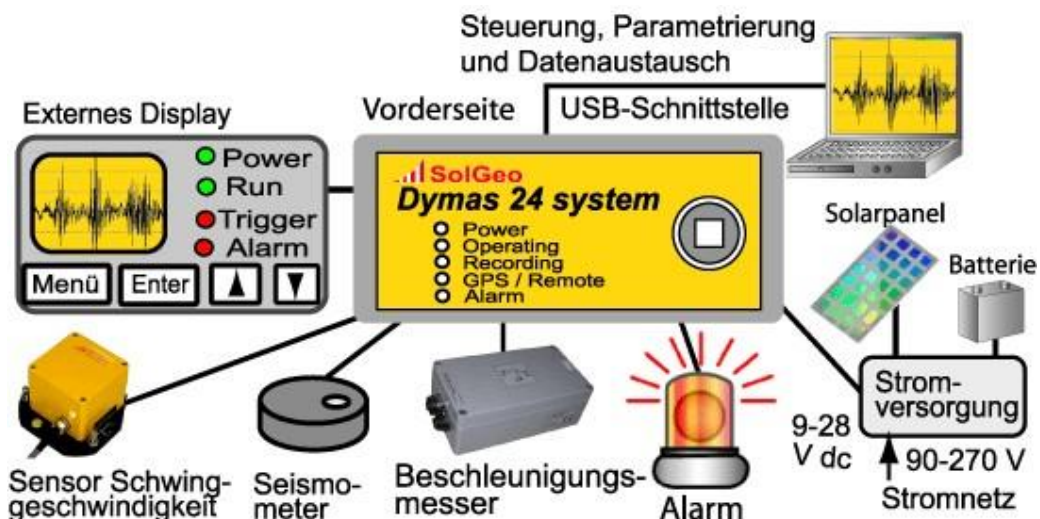 Steuerung, Parametrierung
und Datenaustausch
USB-Schnittstelle
Externes Display
Power
Run
Trigger
Alarm
Menü
Enter
Vorderseite
SolGeo
Dymas 24 system
Power
Operating
Recording
GPS / Remote
Alarm
Solarpanel
Batterie
Strom-
versorgung
9-28
V dc
90-270 V
Stromnetz
Sensor Schwing-
geschwindigkeit
Seismo-
meter
Beschleunigungs-
messer
Alarm